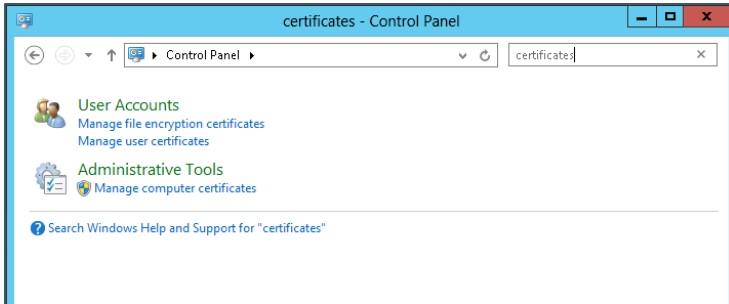 certificates - Control Panel
Control Panel
certificates
User Accounts
Manage file encryption certificates
Manage user certificates
Administrative Tools
Manage computer certificates
Search Windows Help and Support for "certificates"